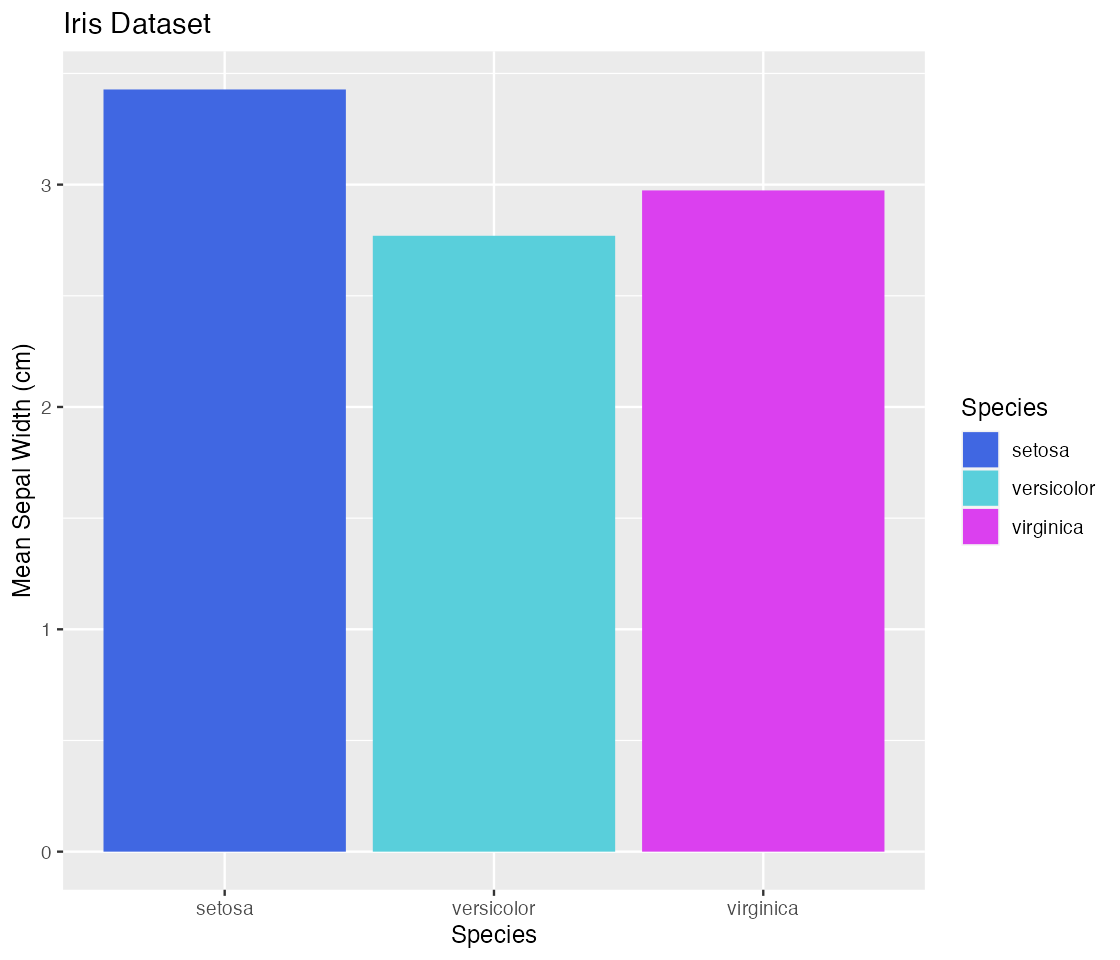 Iris Dataset
Mean Sepal Width (cm)
3
2
1
0
setosa
versicolor
virginica
Species
Species
setosa
versicolor
virginica